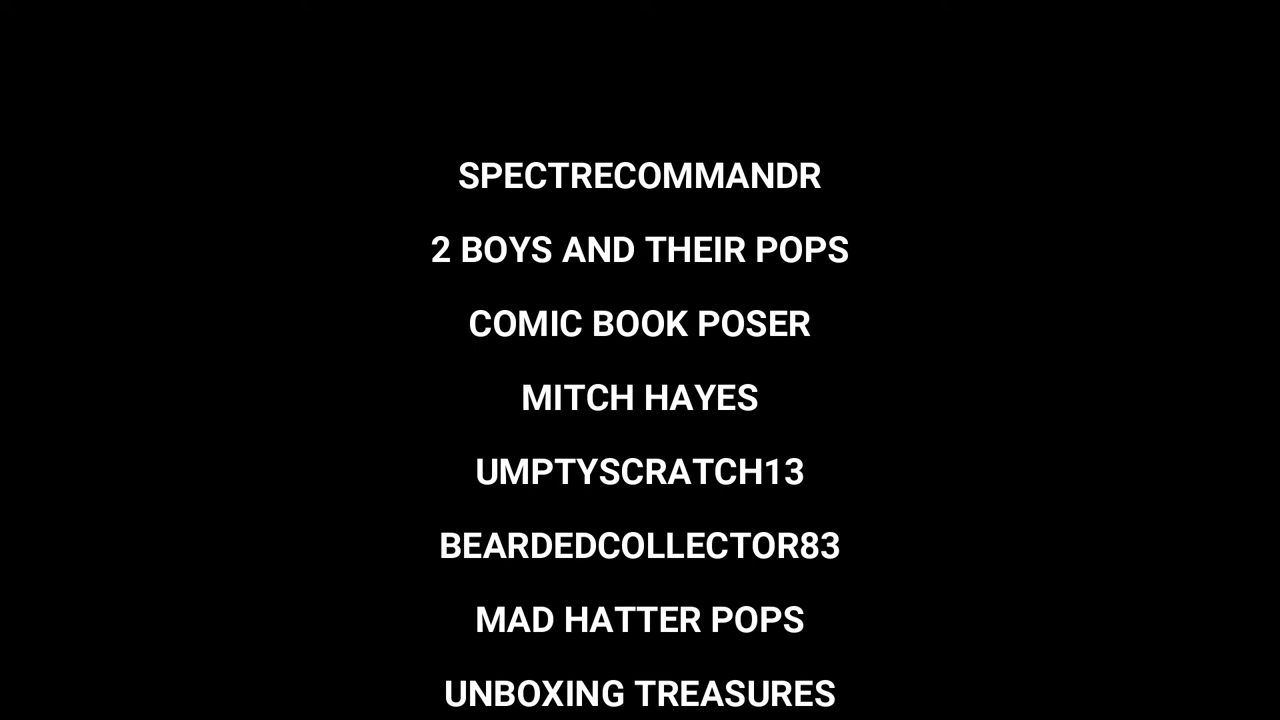 SPECTRECOMMANDR
2 BOYS AND THEIR POPS
COMIC BOOK POSER
MITCH HAYES
UMPTYSCRATCH13
BEARDEDCOLLECTOR83
MAD HATTER POPS
UNBOXING TREASURES